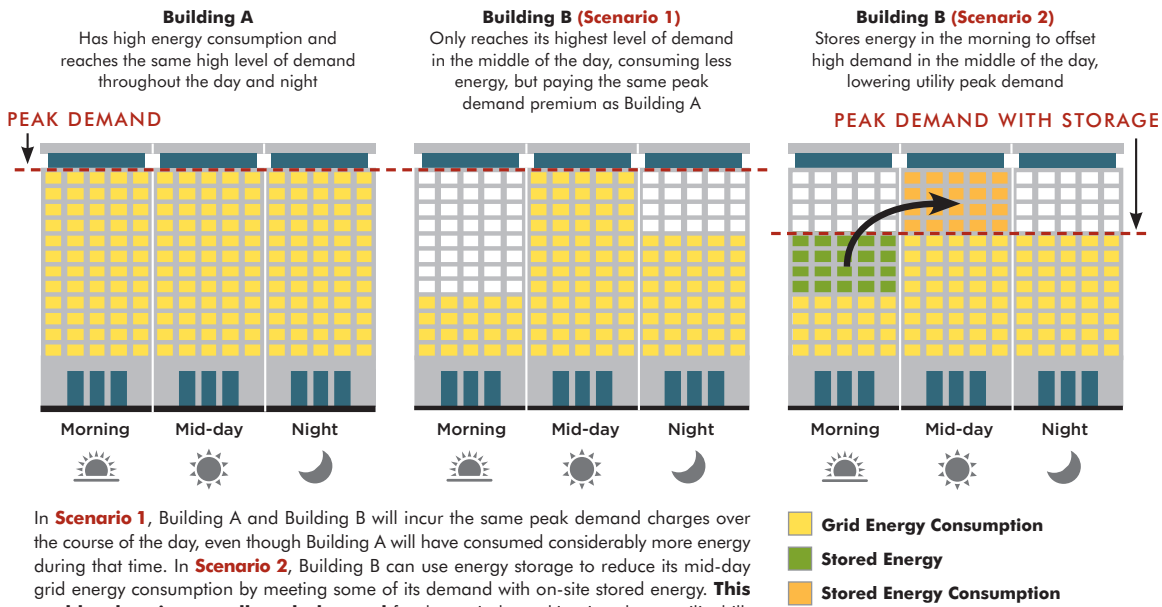 Building A
Has high energy consumption and
reaches the same high level of demand
throughout the day and night
Building B (Scenario 1)
Only reaches its highest level of demand
in the middle of the day, consuming less
energy, but paying the same peak
demand premium as Building A
Building B (Scenario 2)
Stores energy in the morning to offset
high demand in the middle of the day,
lowering utility peak demand
PEAK DEMAND
PEAK DEMAND WITH STORAGE
Morning
Mid-day
Night
Morning
Mid-day
Night
Morning
Mid-day
Night
In Scenario 1, Building A and Building B will incur the same peak demand charges over
the course of the day, even though Building A will have consumed considerably more energy
during that time. In Scenario 2, Building B can use energy storage to reduce its mid-day
grid energy consumption by meeting some of its demand with on-site stored energy. This
Grid Energy Consumption
Stored Energy
Stored Energy Consumption